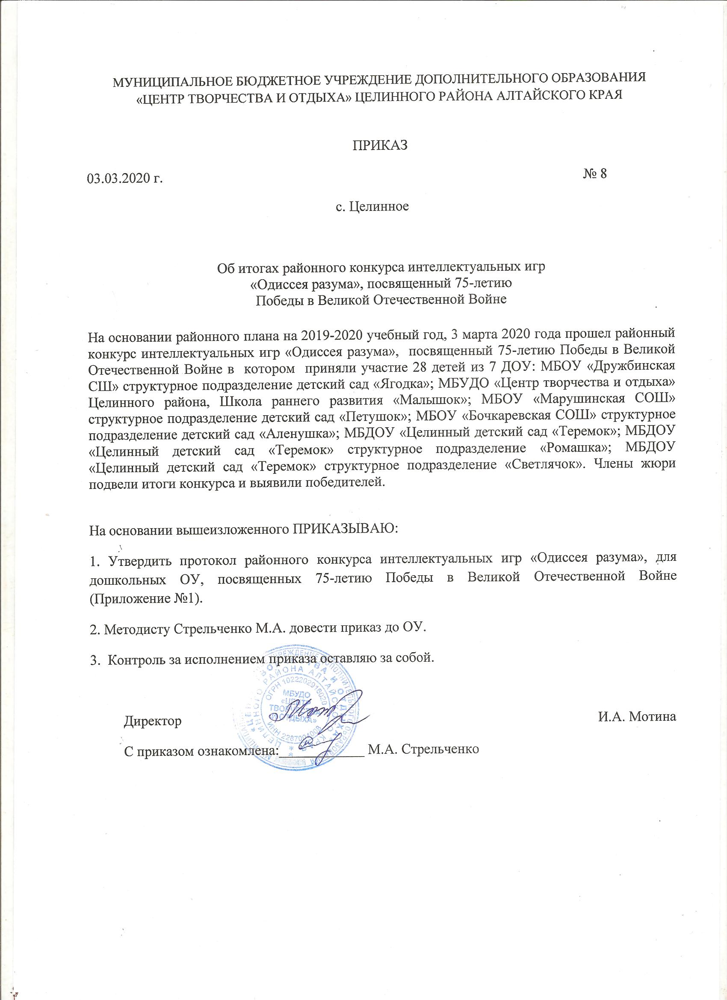 МУНИЦИПАЛЬНОЕ БЮДЖЕТНОЕ УЧРЕЖДЕНИЕ ДОПОЛНИТЕЛЬНОГО ОБРАЗОВАНИЯ
«ЦЕНТР ТВОРЧЕСТВА И ОТДЫХА» ЦЕЛИННОГО РАЙОНА АЛТАЙСКОГО КРАЯ
ПРИКАЗ
03.03.2020 г. № 8
с. Целинное
Об итогах районного конкурса интеллектуальных игр
«Одиссея разума», посвященный 75-летию
Победы в Великой Отечественной Войне
На основании районного плана на 2019-2020 учебный год, 3 марта 2020 года прошел районный
конкурс интеллектуальных игр «Одиссея разума», посвященный 75-летию Победы в Великой
Отечественной Войне в котором приняли участие 28 детей из 7 ДОУ: МБОУ «Дружбинская
СШ» структурное подразделение детский сад «Ягодка»; МБУДО «Центр творчества и отдыха»
Целинного района, Школа раннего развития «Малышок»; МБОУ «Марушинская СОШ»
структурное подразделение детский сад «Петушок»; МБОУ «Бочкаревская СОШ» структурное
подразделение детский сад «Аленушка»; МБДОУ «Целинный детский сад «Теремок»; МБДОУ
«Целинный детский сад «Теремок» структурное подразделение «Ромашка»; МБДОУ
«Целинный детский сад «Теремок» структурное подразделение «Светлячок». Члены жюри
подвели итоги конкурса и выявили победителей.
На основании вышеизложенного ПРИКАЗЫВАЮ:
1. Утвердить протокол районного конкурса интеллектуальных игр «Одиссея разума», для
дошкольных ОУ, посвященных 75-летию Победы в Великой Отечественной Войне
(Приложение №1).
2. Методисту Стрельченко М.А. довести приказ до ОУ.
3. Контроль за исполнением приказа оставляю за собой.
ОГРН 1022202916020
МБУДО
«ЦЕНТР
ТВОРЧЕСТВА
И ОТДЫХА»
ИНН 2287004008
Директор И.А. Мотина
С приказом ознакомлена:____________ М.А. Стрельченко